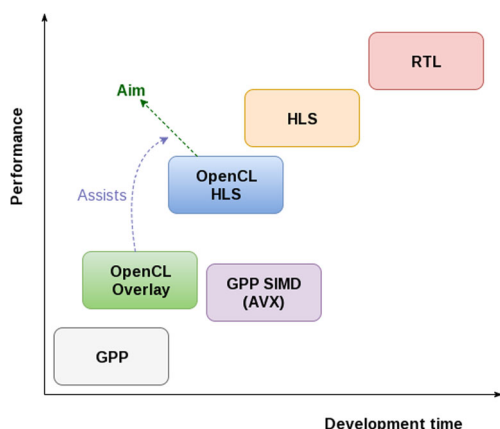 RTL
Aim
HLS
Performance
OpenCL
HLS
Assists
OpenCL
Overlay
GPP SIMD
(AVX)
GPP
Development time